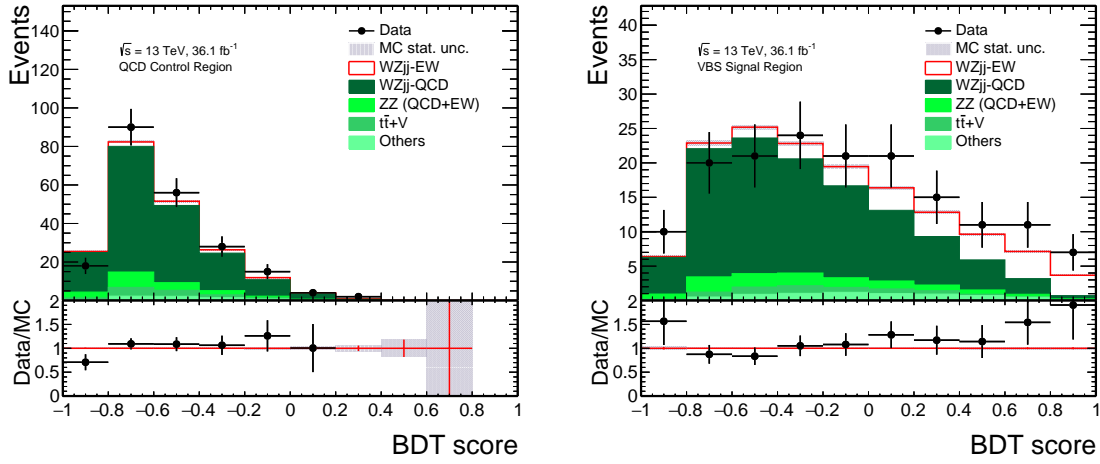 Events
140
120
100
80
60
40
20
√s = 13 TeV, 36.1 fb⁻¹
QCD Control Region
Data
MC stat. unc.
WZjj-EW
WZjj-QCD
ZZ (QCD+EW)
tt̄+V
Others
Data/MC
2
1.5
1
0.5
0
−1 −0.8 −0.6 −0.4 −0.2 0 0.2 0.4 0.6 0.8 1
BDT score
Events
40
35
30
25
20
15
10
5
√s = 13 TeV, 36.1 fb⁻¹
VBS Signal Region
Data
MC stat. unc.
WZjj-EW
WZjj-QCD
ZZ (QCD+EW)
tt̄+V
Others
Data/MC
2
1.5
1
0.5
0
−1 −0.8 −0.6 −0.4 −0.2 0 0.2 0.4 0.6 0.8 1
BDT score